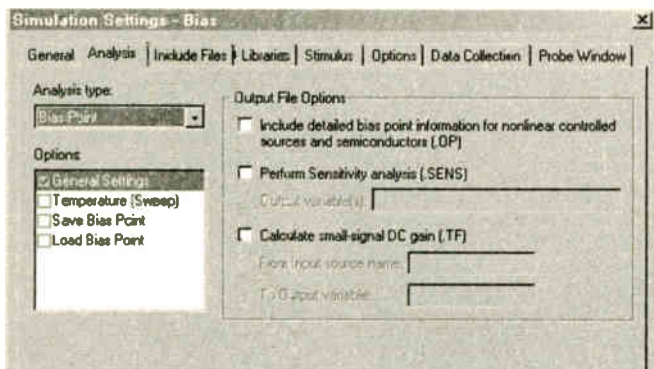 Simulation Settings - Bias
General Analysis Include Files Libraries Stimulus Options Data Collection Probe Window
Analysis type:
Bias Point
Options:
General Settings
Temperature (Sweep)
Save Bias Point
Load Bias Point
Output File Options
Include detailed bias point information for nonlinear controlled
sources and semiconductors (.OP)
Perform Sensitivity analysis (.SENS)
Output variable(s):
Calculate small-signal DC gain (.TF)
From Input source name:
To Output variable: